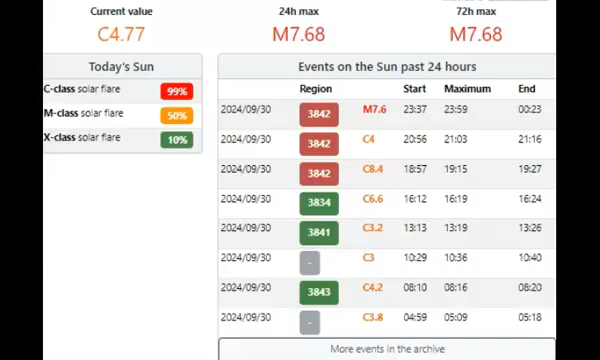 Current value 24h max 72h max
C4.77 M7.68 M7.68
Today's Sun
C-class solar flare 99%
M-class solar flare 50%
X-class solar flare 10%
Events on the Sun past 24 hours
Region Start Maximum End
2024/09/30 3842 M7.6 23:37 23:59 00:23
2024/09/30 3842 C4 20:56 21:03 21:16
2024/09/30 3842 C8.4 18:57 19:15 19:27
2024/09/30 3834 C6.6 16:12 16:19 16:24
2024/09/30 3841 C3.2 13:13 13:19 13:26
2024/09/30 - C3 10:29 10:36 10:40
2024/09/30 3843 C4.2 08:10 08:16 08:20
2024/09/30 - C3.8 04:59 05:09 05:18
More events in the archive